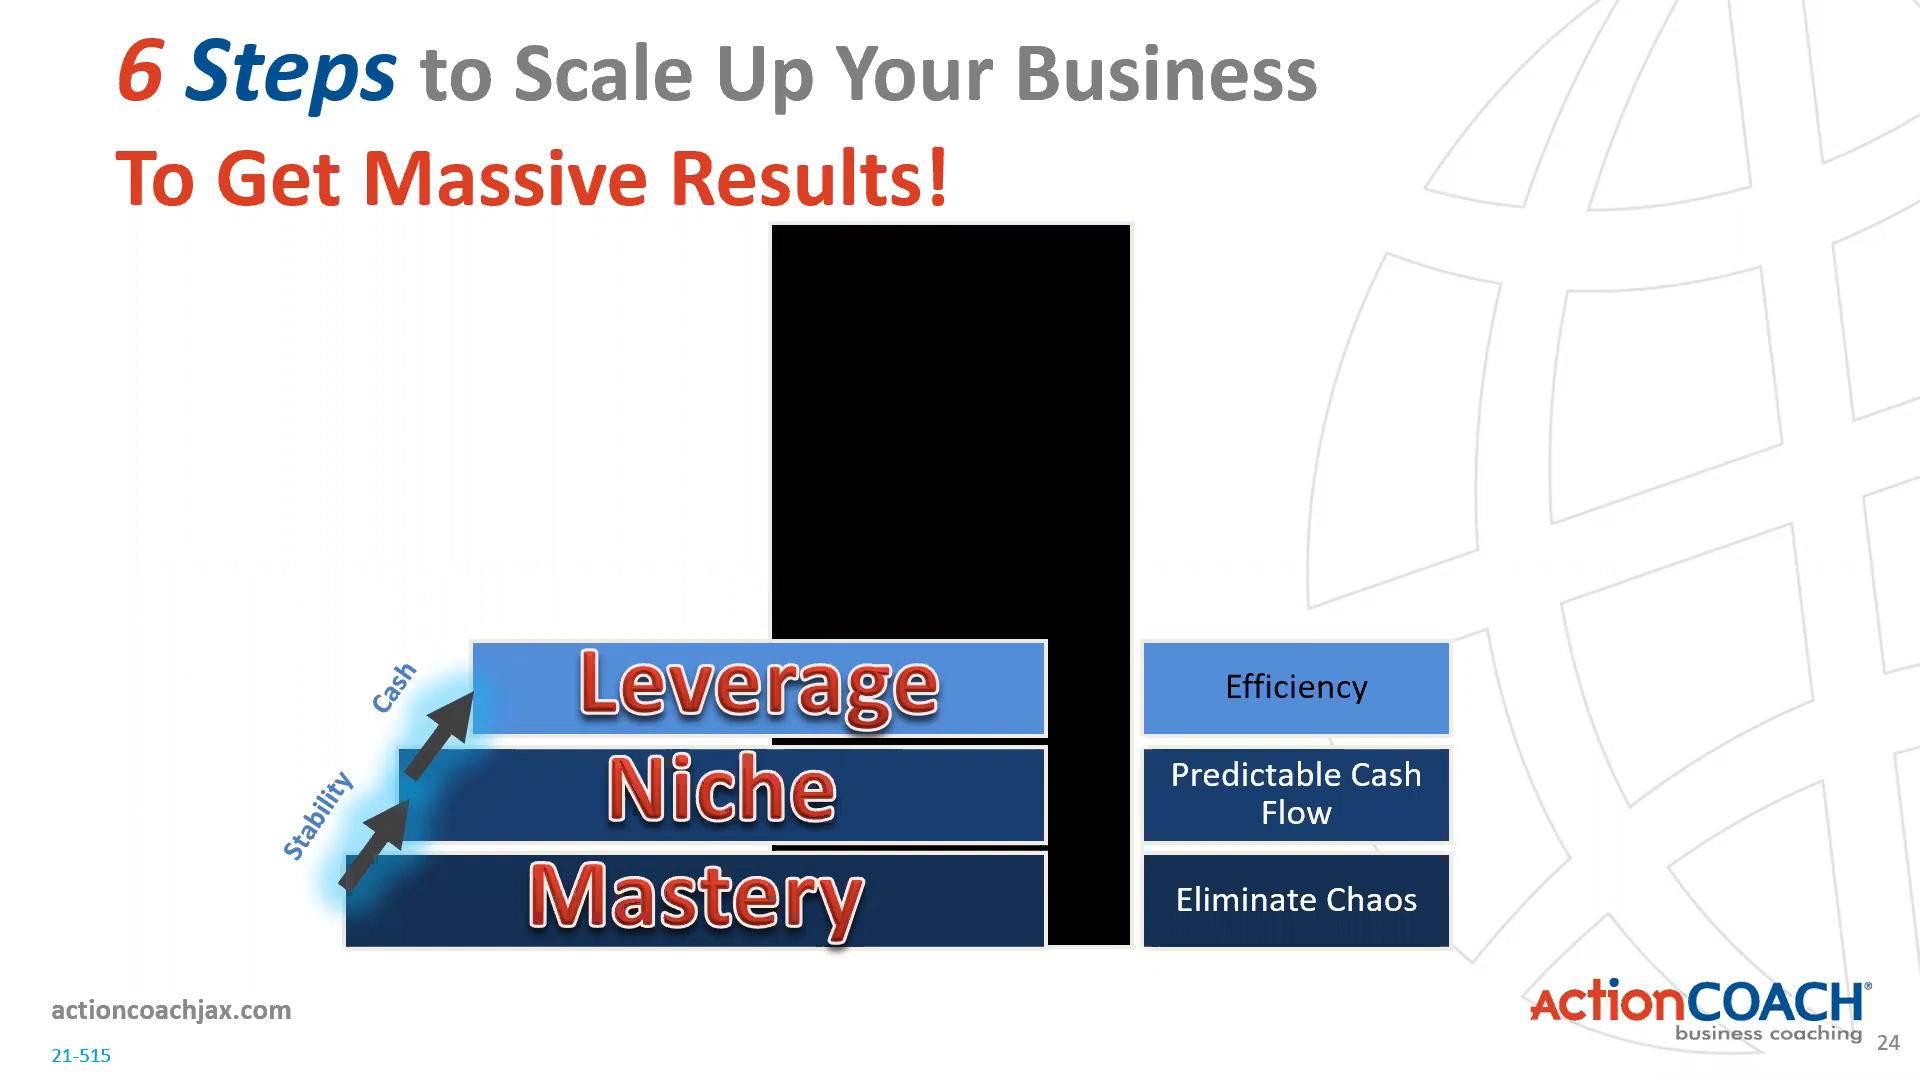 6 Steps to Scale Up Your Business
To Get Massive Results!
Cash
Leverage
Efficiency
Stability
Niche
Predictable Cash
Flow
Mastery
Eliminate Chaos
actioncoachjax.com
21-515
ActionCOACH®
business coaching
24